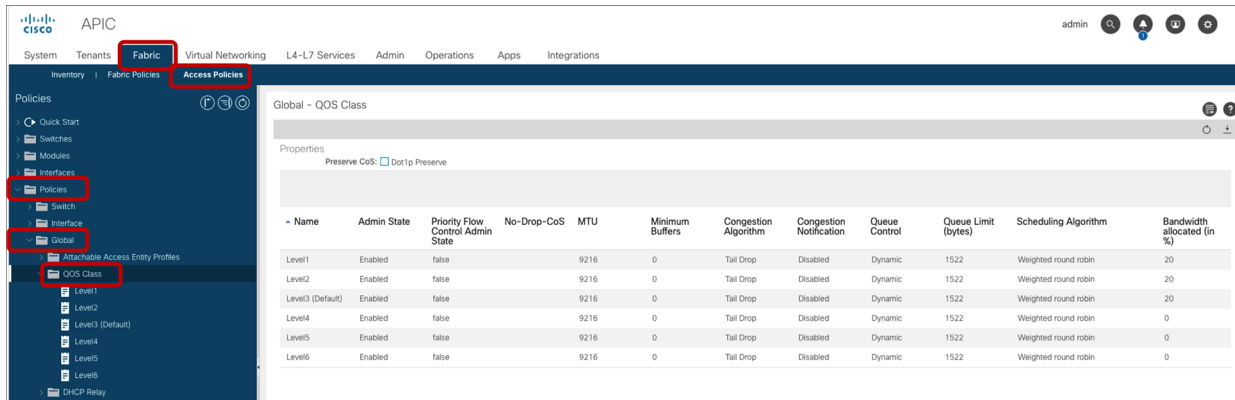 CISCO
APIC
admin
1
System Tenants Fabric Virtual Networking L4-L7 Services Admin Operations Apps Integrations
Inventory | Fabric Policies Access Policies
Policies
Quick Start
Switches
Modules
Interfaces
Policies
Switch
Interface
Global
Attachable Access Entity Profiles
QOS Class
Level1
Level2
Level3 (Default)
Level4
Level5
Level6
DHCP Relay
Global - QOS Class
Properties
Preserve CoS: Dot1p Preserve
Name Admin State Priority Flow Control Admin State No-Drop-CoS MTU Minimum Buffers Congestion Algorithm Congestion Notification Queue Control Queue Limit (bytes) Scheduling Algorithm Bandwidth allocated (in %)
Level1 Enabled false 9216 0 Tail Drop Disabled Dynamic 1522 Weighted round robin 20
Level2 Enabled false 9216 0 Tail Drop Disabled Dynamic 1522 Weighted round robin 20
Level3 (Default) Enabled false 9216 0 Tail Drop Disabled Dynamic 1522 Weighted round robin 20
Level4 Enabled false 9216 0 Tail Drop Disabled Dynamic 1522 Weighted round robin 0
Level5 Enabled false 9216 0 Tail Drop Disabled Dynamic 1522 Weighted round robin 0
Level6 Enabled false 9216 0 Tail Drop Disabled Dynamic 1522 Weighted round robin 0